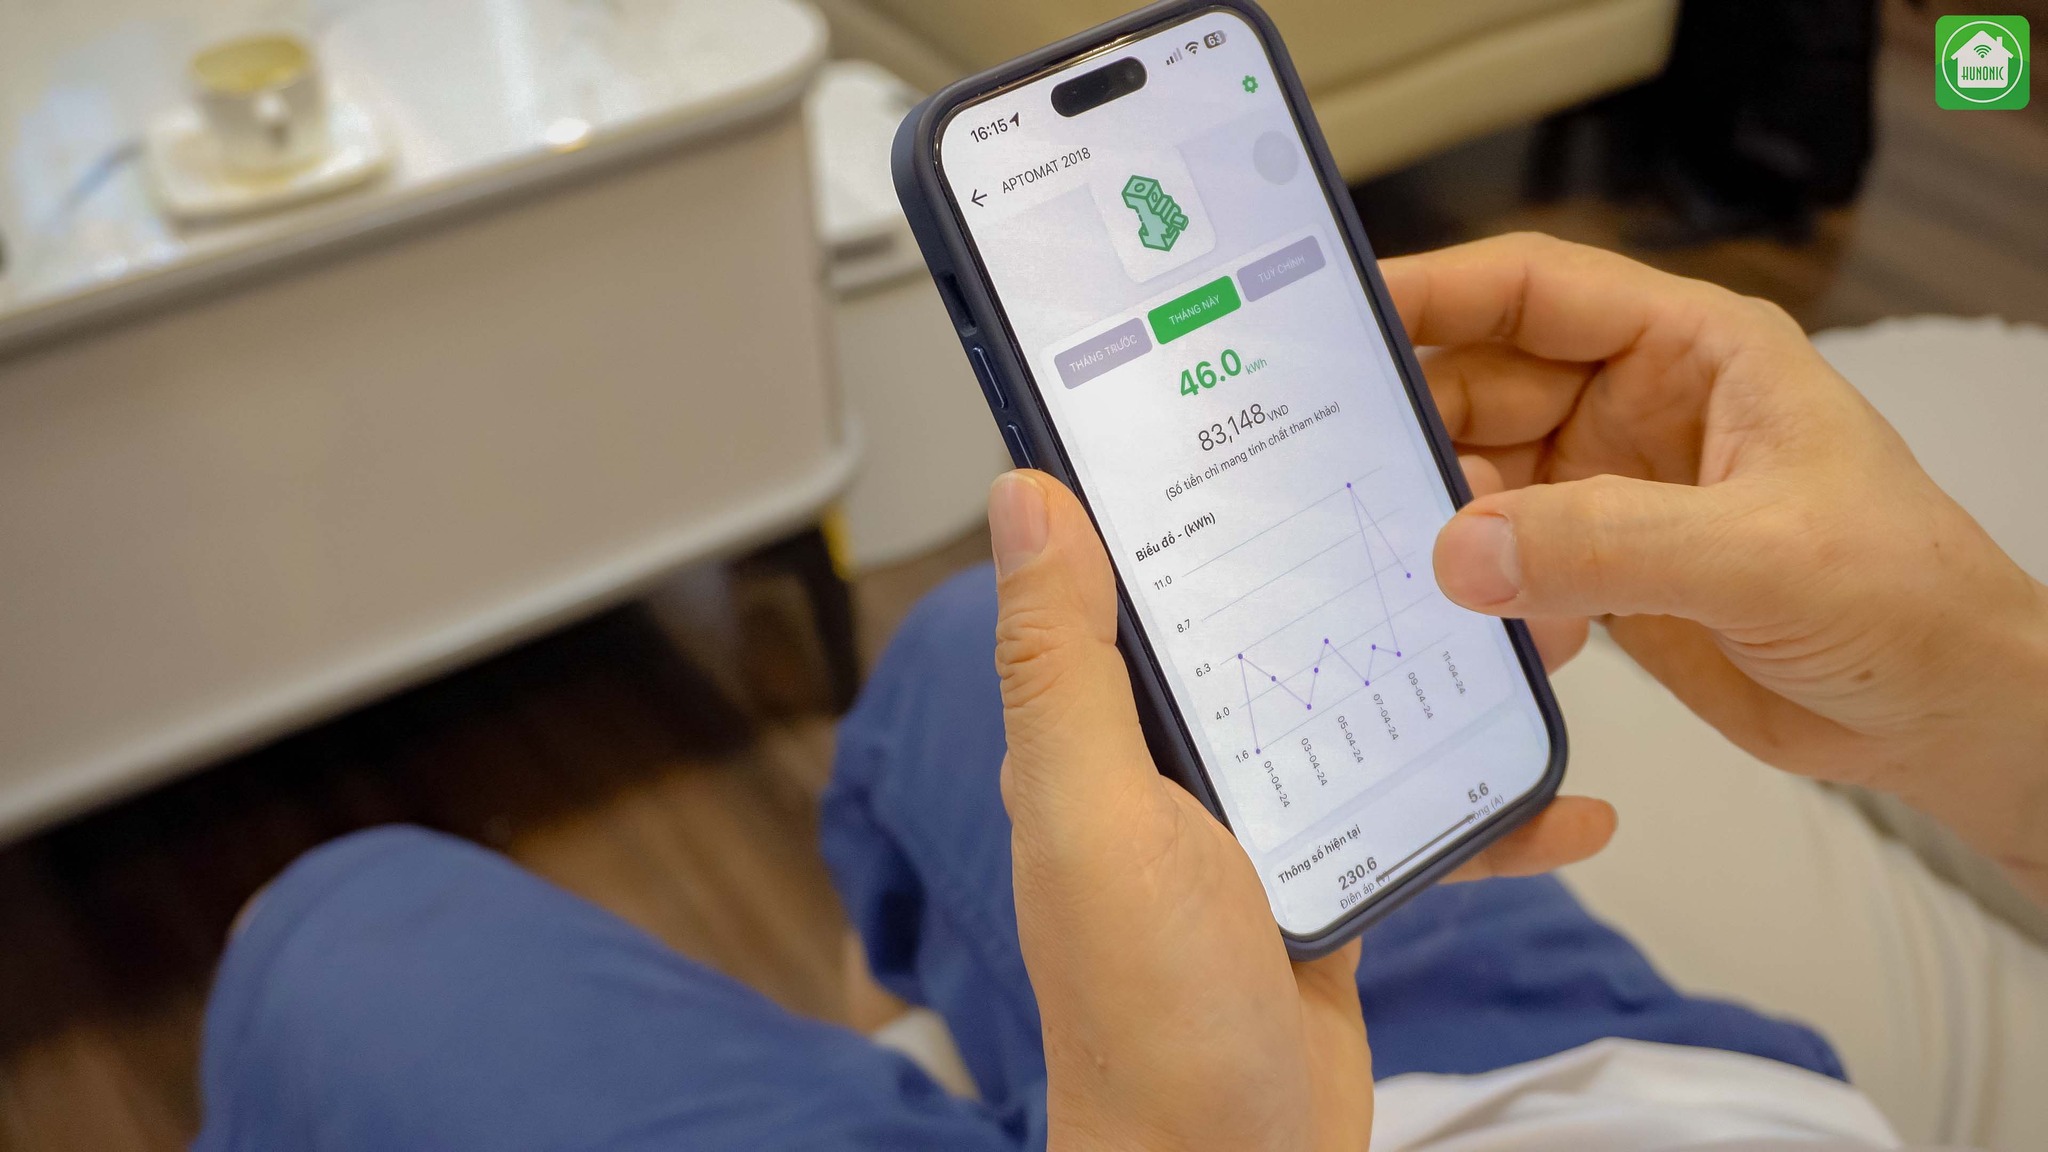 HUNONIC
16:15
63
APTOMAT 2018
THÁNG TRƯỚC
THÁNG NÀY
TUỲ CHỈNH
46.0 kWh
83,148 VND
(Số tiền chỉ mang tính chất tham khảo)
Biểu đồ - (kWh)
11.0
8.7
6.3
4.0
1.6
01-04-24
03-04-24
05-04-24
07-04-24
09-04-24
11-04-24
Thông số hiện tại
230.6
Điện áp (V)
5.6
Dòng (A)